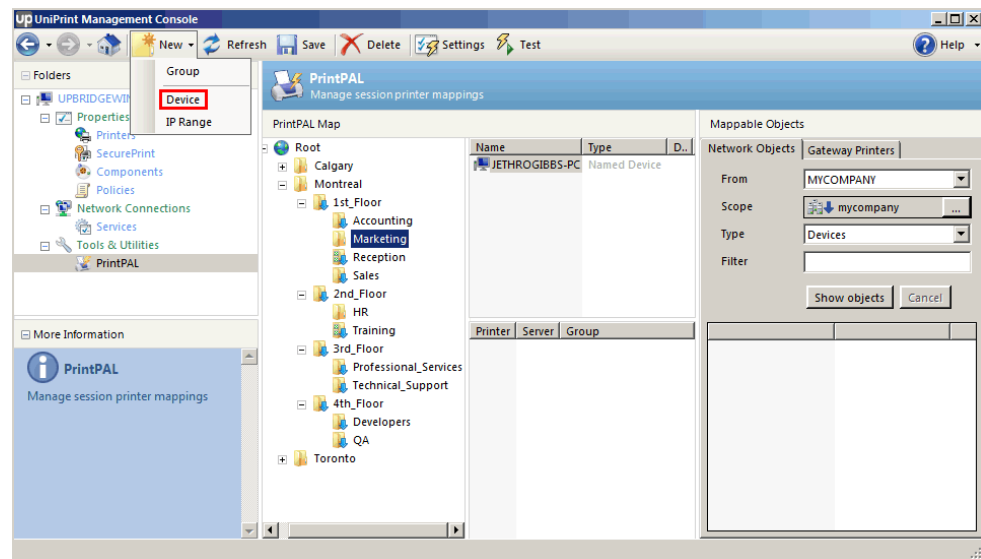 UniPrint Management Console
New Refresh Save Delete Settings Test Help
Group
Device
IP Range
Folders
Properties
Printers
SecurePrint
Components
Policies
Network Connections
Services
Tools & Utilities
PrintPAL
More Information
PrintPAL
Manage session printer mappings
PrintPAL
Manage session printer mappings
PrintPAL Map
Root
Calgary
Montreal
1st_Floor
Accounting
Marketing
Reception
Sales
2nd_Floor
HR
Training
3rd_Floor
Professional_Services
Technical_Support
4th_Floor
Developers
QA
Toronto
Name Type D..
JETHROGIBBS-PC Named Device
Printer Server Group
Mappable Objects
Network Objects Gateway Printers
From MYCOMPANY
Scope mycompany ...
Type Devices
Filter
Show objects Cancel